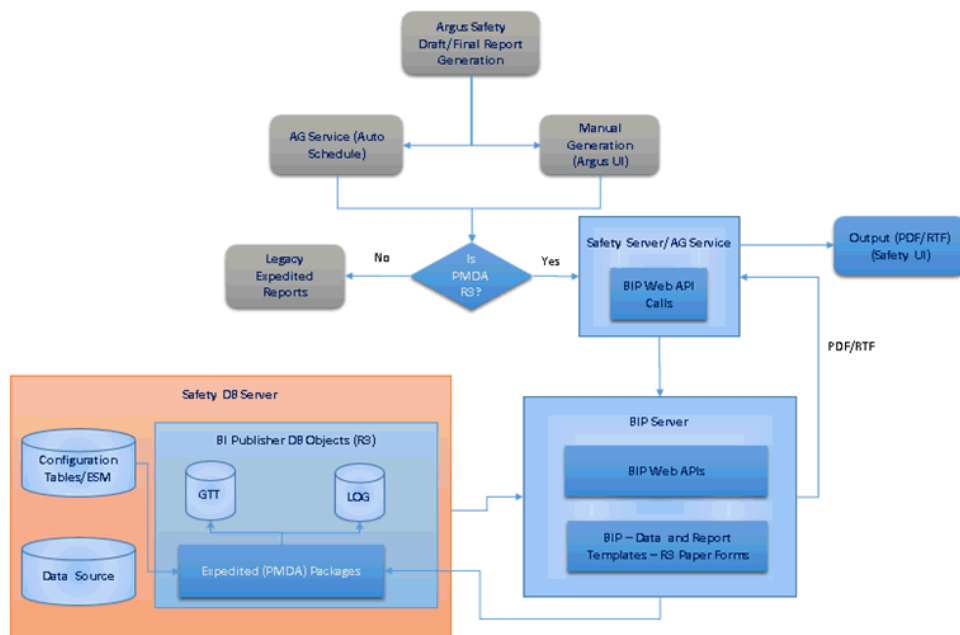 Argus Safety
Draft/Final Report
Generation
AG Service (Auto
Schedule)
Manual
Generation
(Argus UI)
Legacy
Expedited
Reports
No
Is
PMDA
R3?
Yes
Safety Server/AG Service
BIP Web API
Calls
Output (PDF/RTF)
(Safety UI)
PDF/RTF
Safety DB Server
Configuration
Tables/ESM
Data Source
BI Publisher DB Objects (R3)
GTT
LOG
Expedited (PMDA) Packages
BIP Server
BIP Web APIs
BIP – Data and Report
Templates – R3 Paper Forms